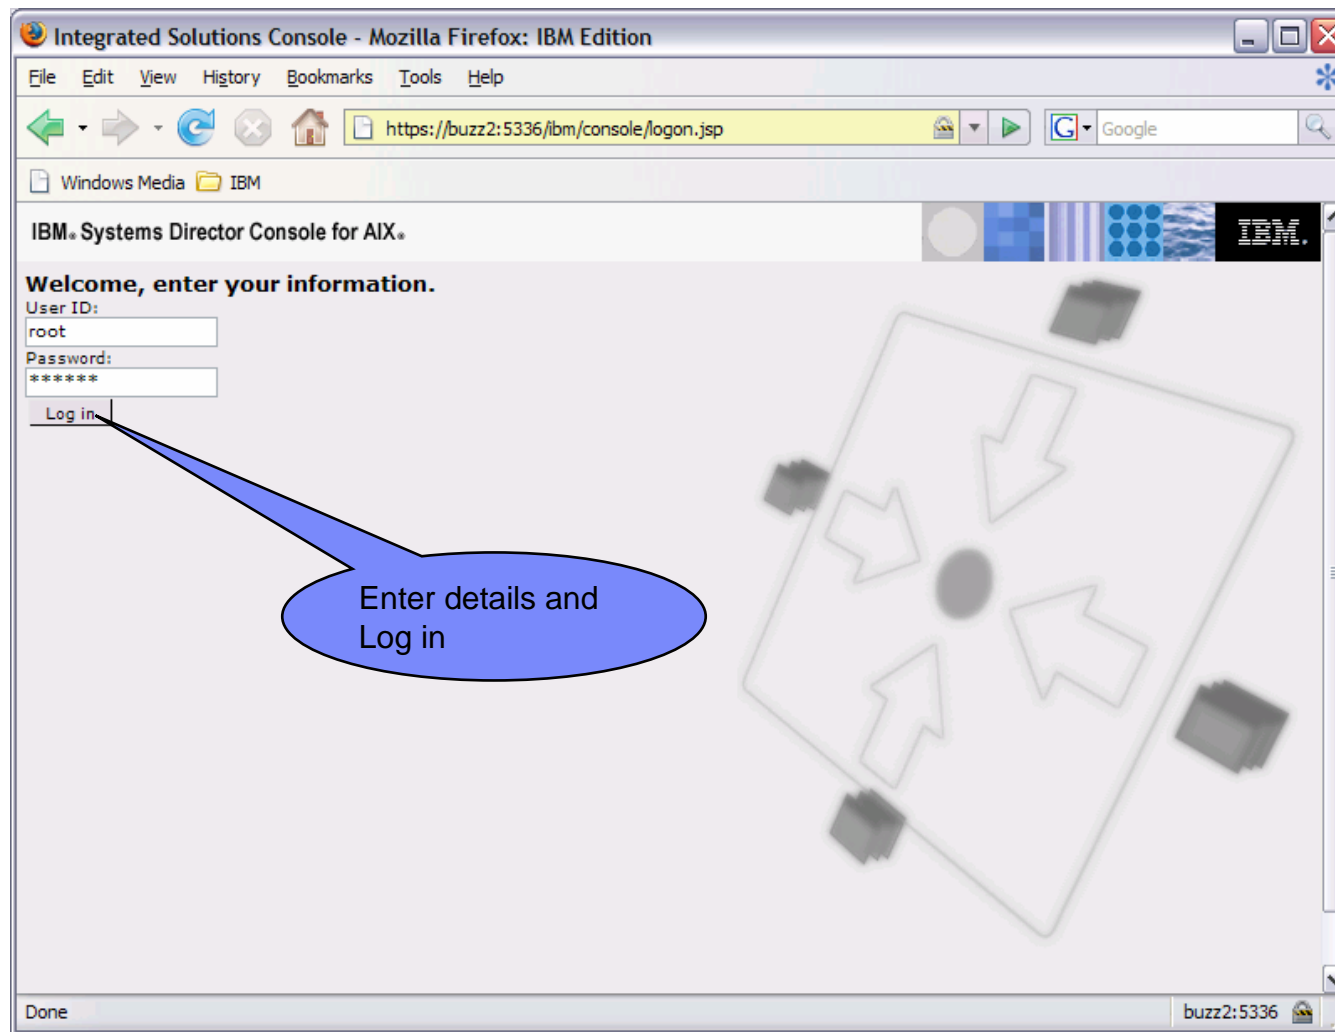 Integrated Solutions Console - Mozilla Firefox: IBM Edition
File Edit View History Bookmarks Tools Help
https://buzz2:5336/ibm/console/logon.jsp G Google
Windows Media IBM
IBM® Systems Director Console for AIX® IBM.
Welcome, enter your information.
User ID:
root
Password:
******
Log in
Enter details and
Log in
Done buzz2:5336